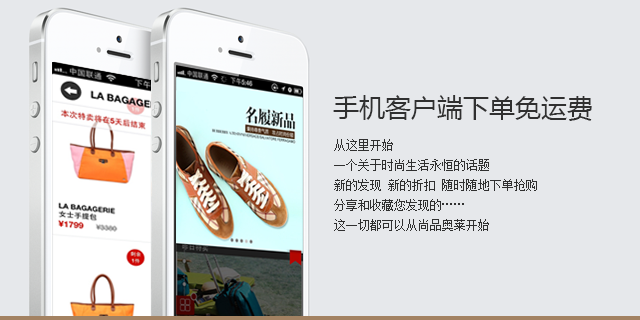 中国联通
LA BAGAGERIE
本次特卖将在5天后结束
LA BAGAGERIE
女士手提包
¥1799 ¥3380
剩余
1件
中国联通 下午5:46
名履新品
手机客户端下单免运费
从这里开始
一个关于时尚生活永恒的话题
新的发现 新的折扣 随时随地下单抢购
分享和收藏您发现的······
这一切都可以从尚品奥莱开始